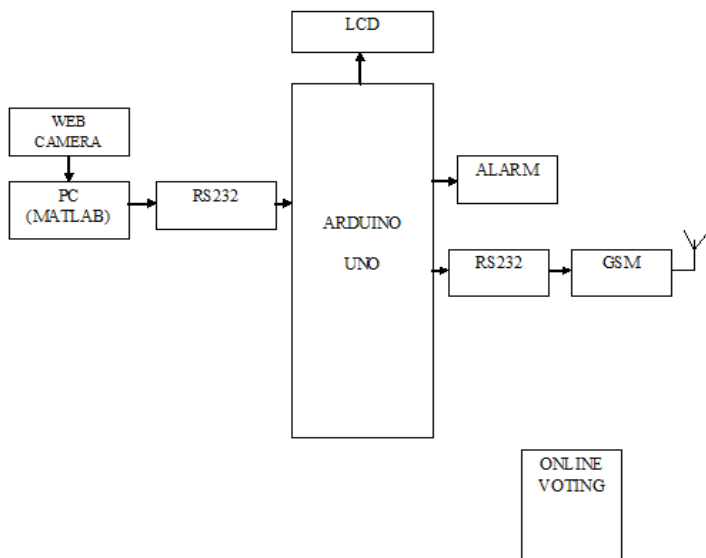 LCD
WEB
CAMERA
PC
(MATLAB)
RS232
ARDUINO
UNO
ALARM
RS232
GSM
ONLINE
VOTING